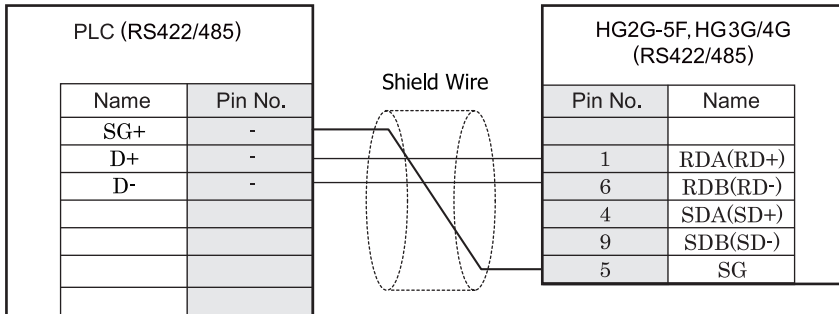 PLC (RS422/485)
HG2G-5F, HG3G/4G
(RS422/485)
Shield Wire
Name Pin No.
SG+ -
D+ -
D- -
Pin No. Name
1 RDA(RD+)
6 RDB(RD-)
4 SDA(SD+)
9 SDB(SD-)
5 SG